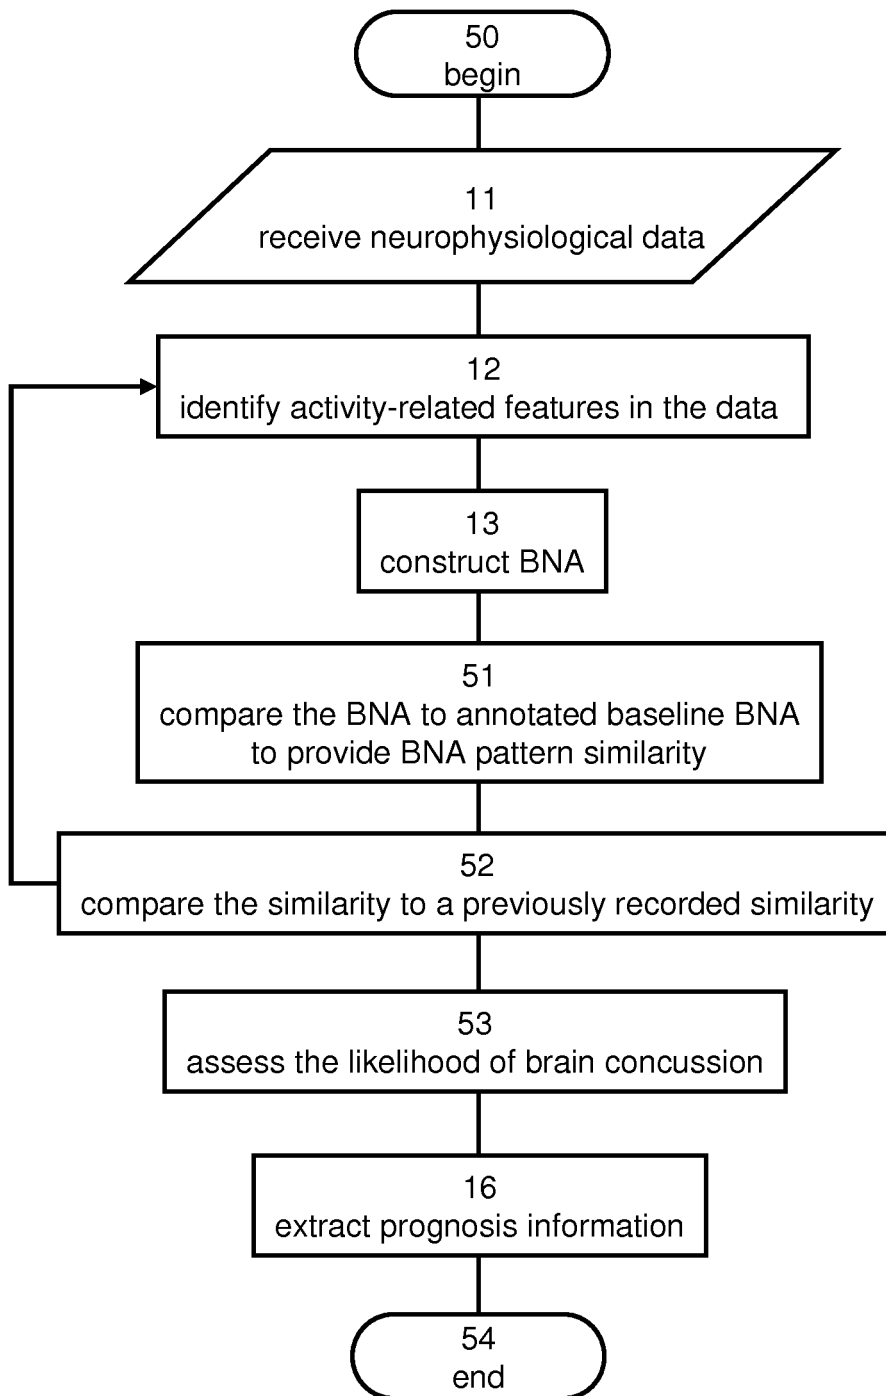 50
begin
11
receive neurophysiological data
12
identify activity-related features in the data
13
construct BNA
51
compare the BNA to annotated baseline BNA
to provide BNA pattern similarity
52
compare the similarity to a previously recorded similarity
53
assess the likelihood of brain concussion
16
extract prognosis information
54
end